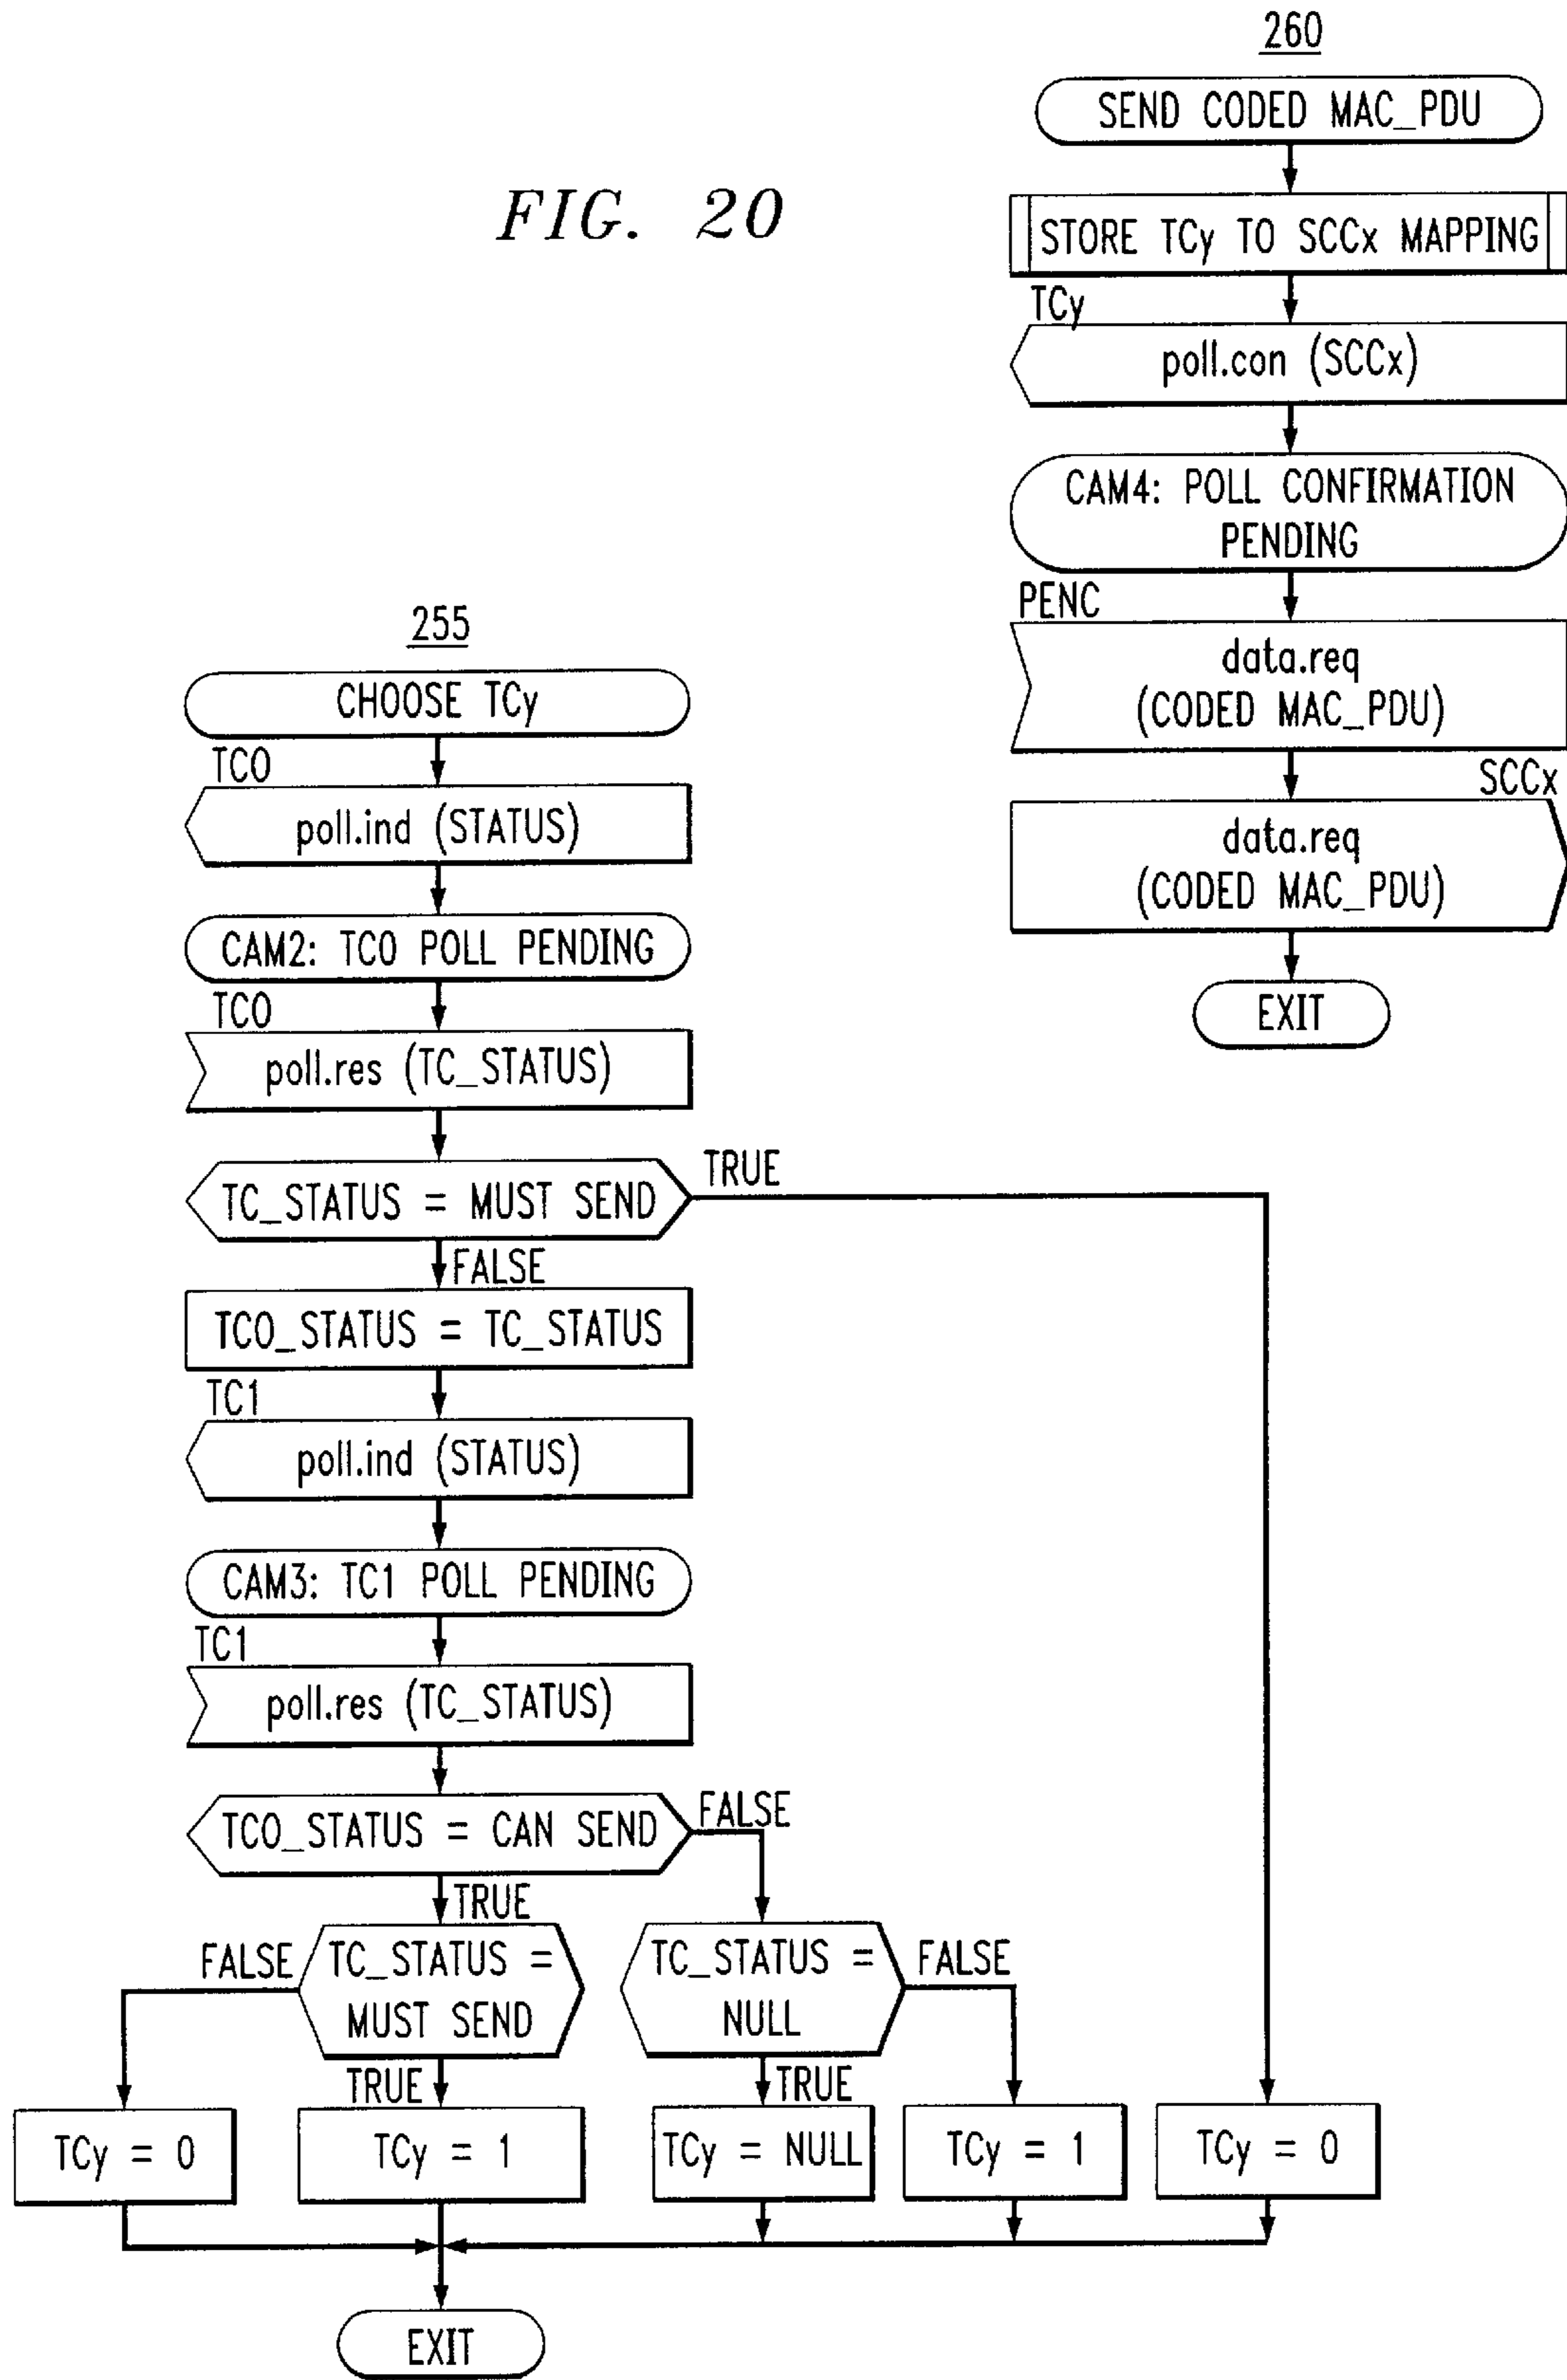 260
SEND CODED MAC_PDU
FIG. 20
STORE TCy TO SCCx MAPPING
TCy
poll.con (SCCx)
CAM4: POLL CONFIRMATION
PENDING
PENC
data.req
(CODED MAC_PDU)
SCCx
data.req
(CODED MAC_PDU)
EXIT
255
CHOOSE TCy
TC0
poll.ind (STATUS)
CAM2: TC0 POLL PENDING
TC0
poll.res (TC_STATUS)
TC_STATUS = MUST SEND
TRUE
FALSE
TC0_STATUS = TC_STATUS
TC1
poll.ind (STATUS)
CAM3: TC1 POLL PENDING
TC1
poll.res (TC_STATUS)
TC0_STATUS = CAN SEND
FALSE
TRUE
FALSE
TC_STATUS =
MUST SEND
TC_STATUS =
NULL
FALSE
TRUE
TRUE
TCy = 0
TCy = 1
TCy = NULL
TCy = 1
TCy = 0
EXIT